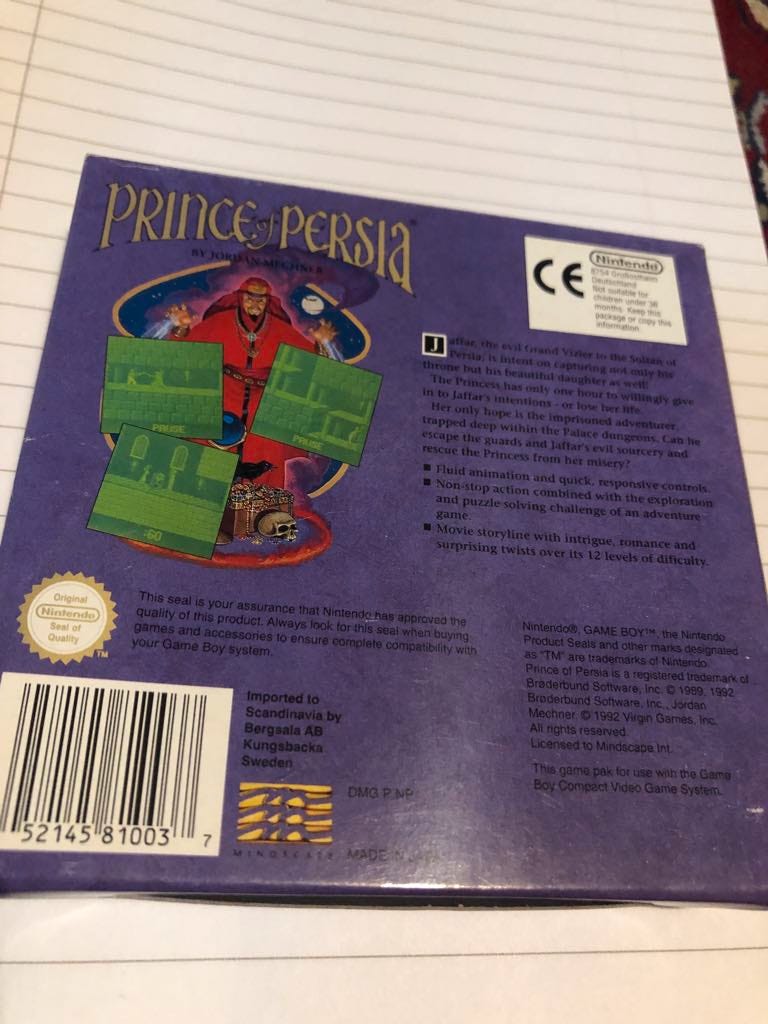 PRINCE of PERSIA
BY JORDAN MECHNER
PAUSE
PAUSE
:60
CE
Nintendo
8754 Großostheim
Deutschland
Not suitable for
children under 36
months. Keep this
package or copy this
information.
Jaffar, the evil Grand Vizier to the Sultan of
Persia, is intent on capturing not only his
throne but his beautiful daughter as well!
The Princess has only one hour to willingly give
in to Jaffar's intentions - or lose her life.
Her only hope is the imprisoned adventurer,
trapped deep within the Palace dungeons. Can he
escape the guards and Jaffar's evil sourcery and
rescue the Princess from her misery?
■ Fluid animation and quick, responsive controls.
■ Non-stop action combined with the exploration
and puzzle solving challenge of an adventure
game.
■ Movie storyline with intrigue, romance and
surprising twists over its 12 levels of dificulty.
Original
Nintendo
Seal of
Quality
TM
This seal is your assurance that Nintendo has approved the
quality of this product. Always look for this seal when buying
games and accessories to ensure complete compatibility with
your Game Boy system.
Nintendo®, GAME BOY™, the Nintendo
Product Seals and other marks designated
as "TM" are trademarks of Nintendo.
Prince of Persia is a registered trademark of
Brøderbund Software, Inc. © 1989, 1992
Brøderbund Software, Inc., Jordan
Mechner. © 1992 Virgin Games, Inc.
All rights reserved.
Licensed to Mindscape Int.
This game pak for use with the Game
Boy Compact Video Game System.
Imported to
Scandinavia by
Bergsala AB
Kungsbacka
Sweden
52145 81003 7
DMG P NP
MINDSCAPE
MADE IN JAPAN